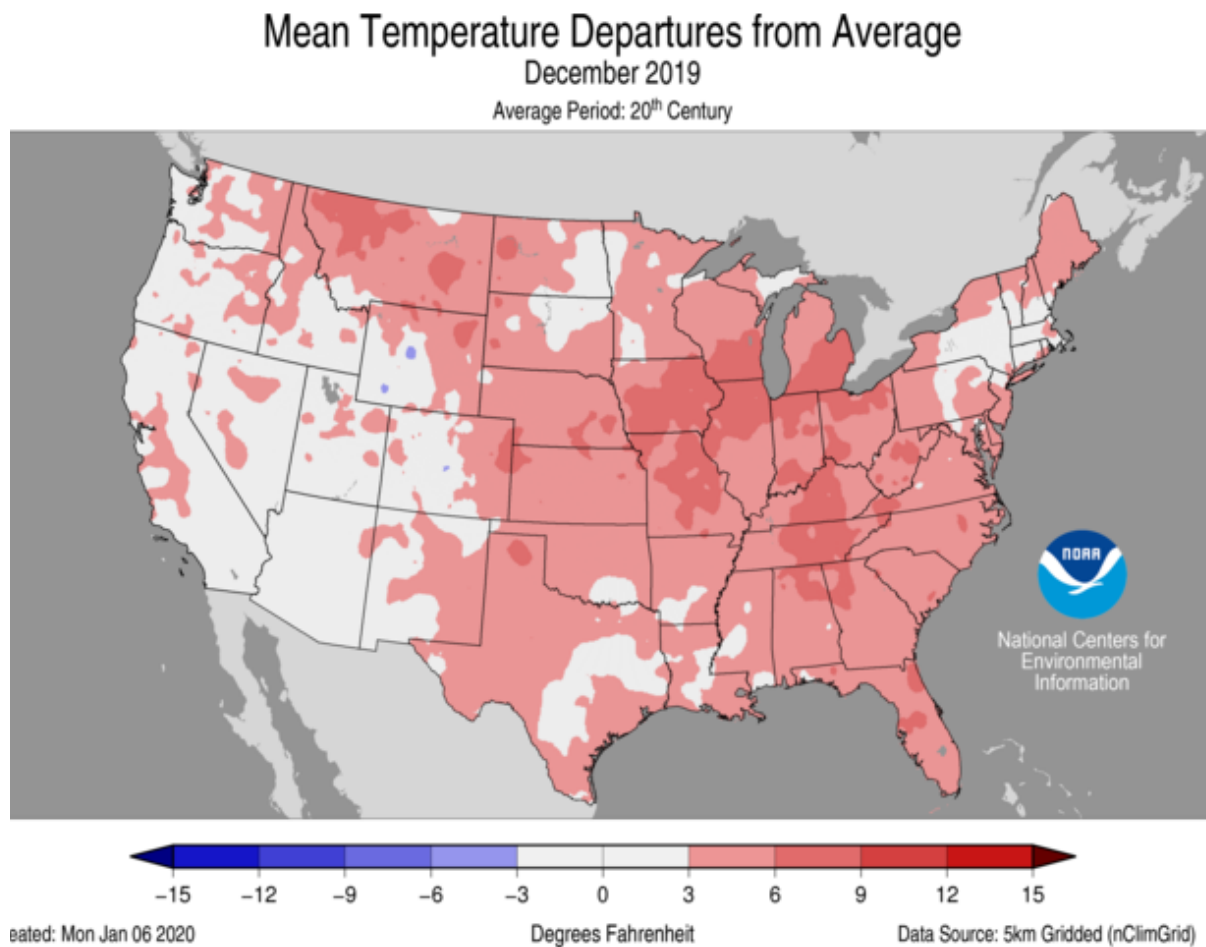 Mean Temperature Departures from Average
December 2019
Average Period: 20th Century
NOAA
National Centers for
Environmental
Information
−15 −12 −9 −6 −3 0 3 6 9 12 15
eated: Mon Jan 06 2020 Degrees Fahrenheit Data Source: 5km Gridded (nClimGrid)